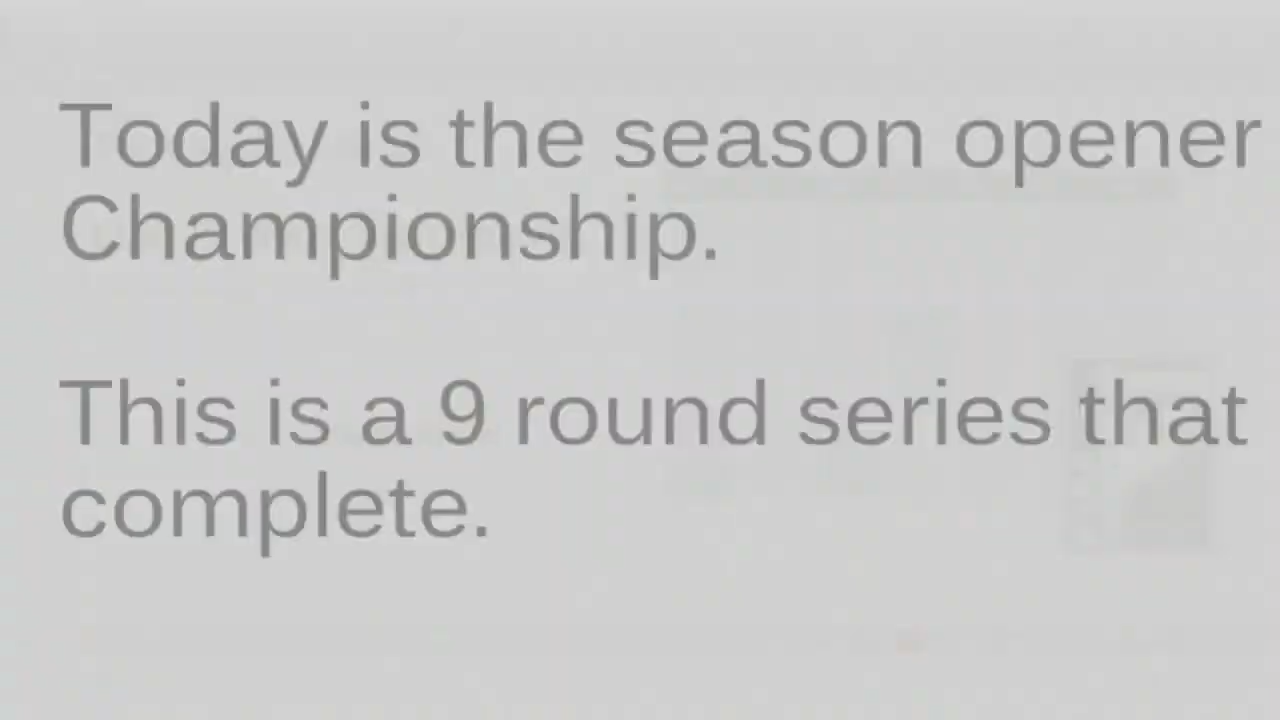 Today is the season opener
Championship.
This is a 9 round series that
complete.